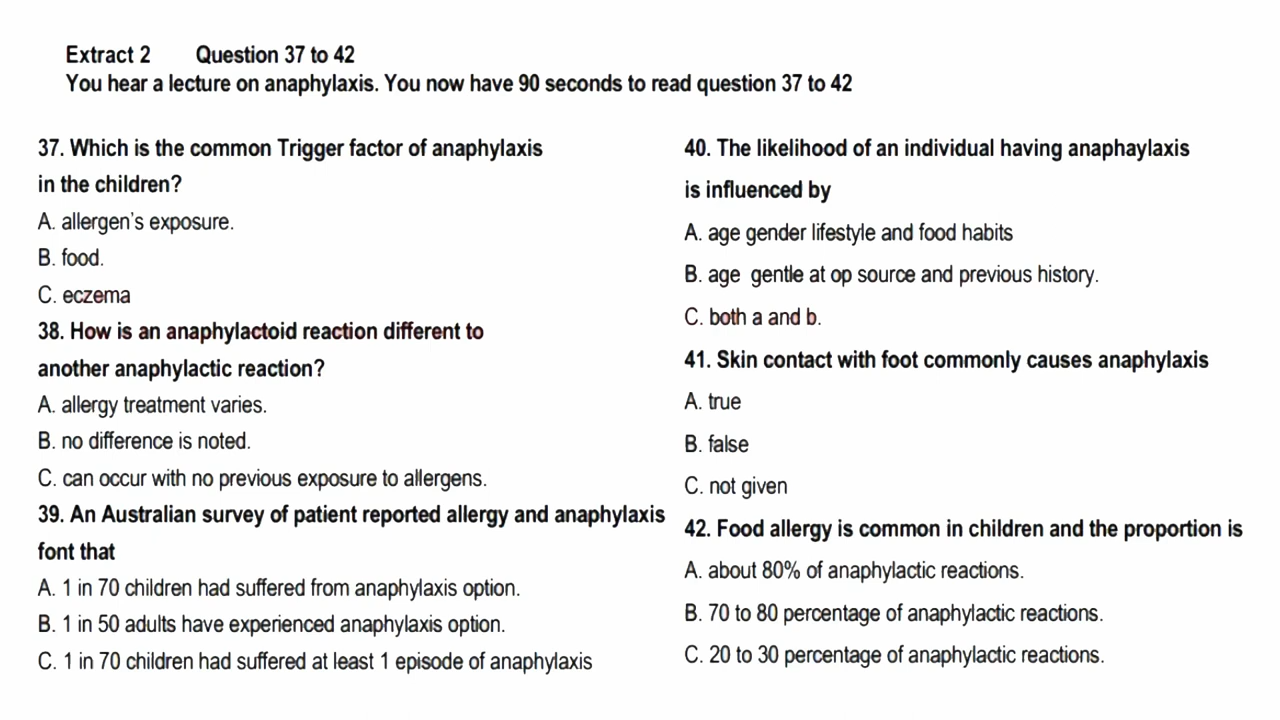 Extract 2 Question 37 to 42
You hear a lecture on anaphylaxis. You now have 90 seconds to read question 37 to 42
37. Which is the common Trigger factor of anaphylaxis
in the children?
A. allergen's exposure.
B. food.
C. eczema
38. How is an anaphylactoid reaction different to
another anaphylactic reaction?
A. allergy treatment varies.
B. no difference is noted.
C. can occur with no previous exposure to allergens.
39. An Australian survey of patient reported allergy and anaphylaxis
font that
A. 1 in 70 children had suffered from anaphylaxis option.
B. 1 in 50 adults have experienced anaphylaxis option.
C. 1 in 70 children had suffered at least 1 episode of anaphylaxis
40. The likelihood of an individual having anaphaylaxis
is influenced by
A. age gender lifestyle and food habits
B. age gentle at op source and previous history.
C. both a and b.
41. Skin contact with foot commonly causes anaphylaxis
A. true
B. false
C. not given
42. Food allergy is common in children and the proportion is
A. about 80% of anaphylactic reactions.
B. 70 to 80 percentage of anaphylactic reactions.
C. 20 to 30 percentage of anaphylactic reactions.